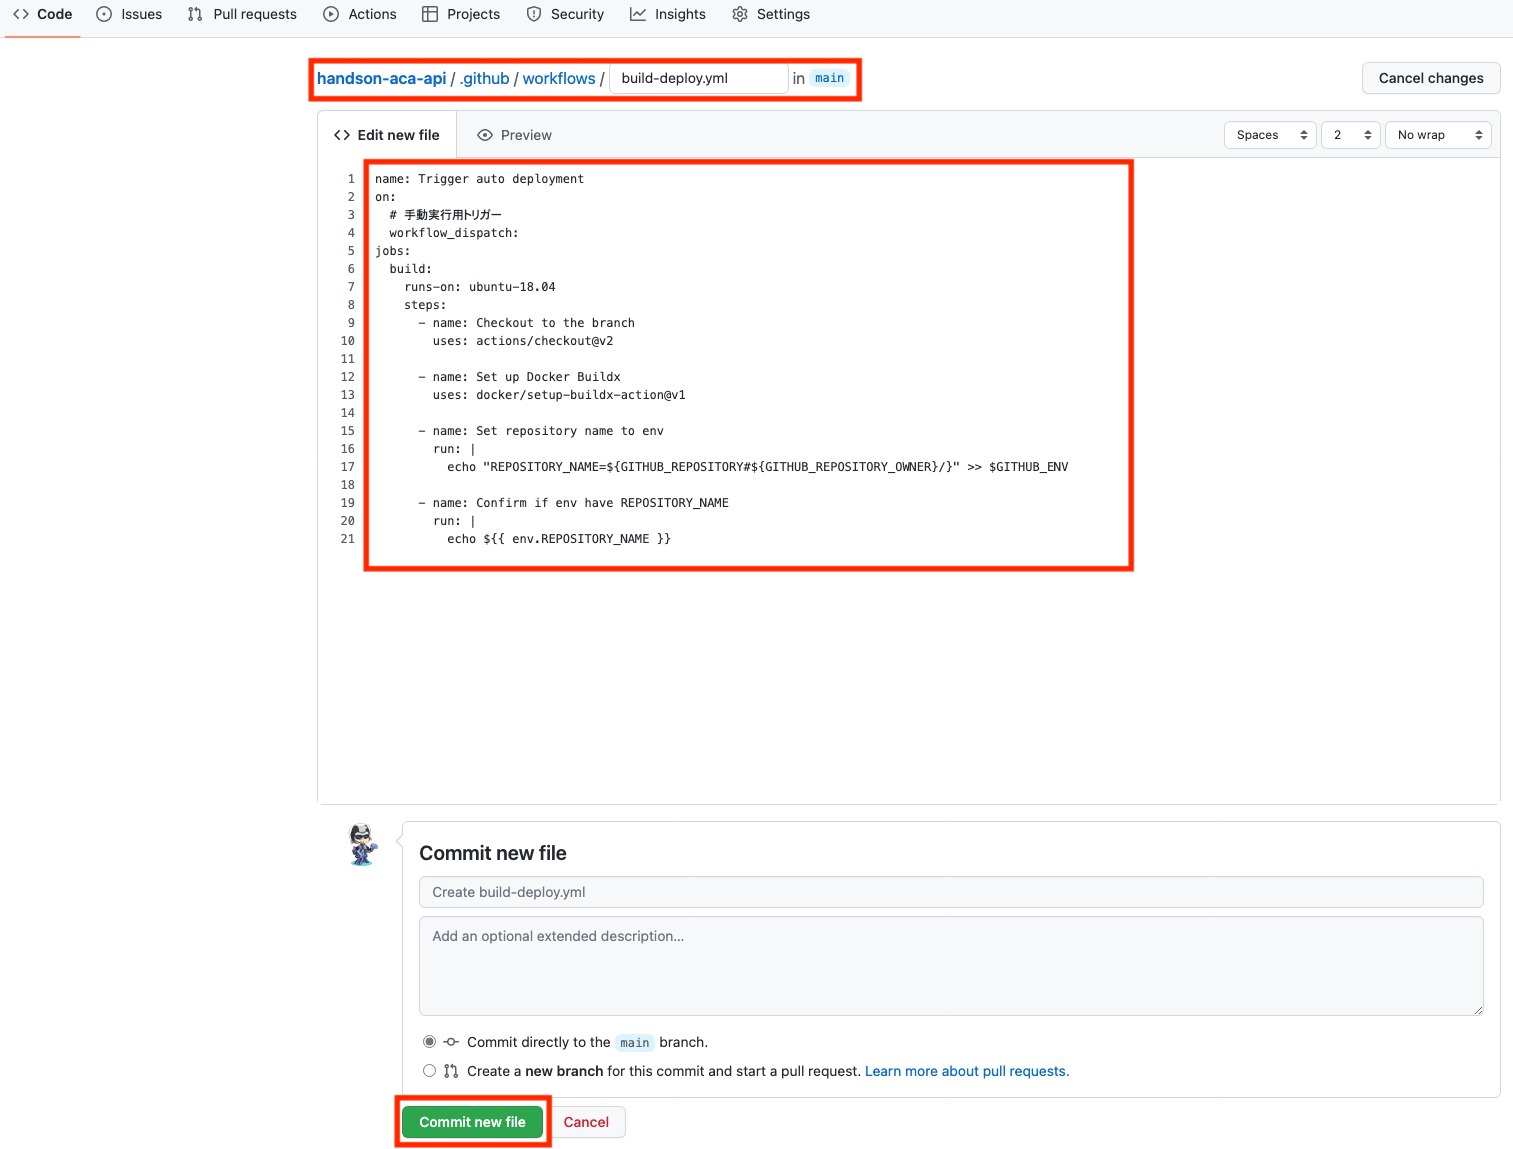 Code Issues Pull requests Actions Projects Security Insights Settings
handson-aca-api / .github / workflows / build-deploy.yml in main Cancel changes
Edit new file Preview Spaces 2 No wrap
1 name: Trigger auto deployment
2 on:
3 # 手動実行用トリガー
4 workflow_dispatch:
5 jobs:
6 build:
7 runs-on: ubuntu-18.04
8 steps:
9 - name: Checkout to the branch
10 uses: actions/checkout@v2
11
12 - name: Set up Docker Buildx
13 uses: docker/setup-buildx-action@v1
14
15 - name: Set repository name to env
16 run: |
17 echo "REPOSITORY_NAME=${GITHUB_REPOSITORY#${GITHUB_REPOSITORY_OWNER}/}" >> $GITHUB_ENV
18
19 - name: Confirm if env have REPOSITORY_NAME
20 run: |
21 echo ${{ env.REPOSITORY_NAME }}
Commit new file
Create build-deploy.yml
Add an optional extended description...
Commit directly to the main branch.
Create a new branch for this commit and start a pull request. Learn more about pull requests.
Commit new file Cancel